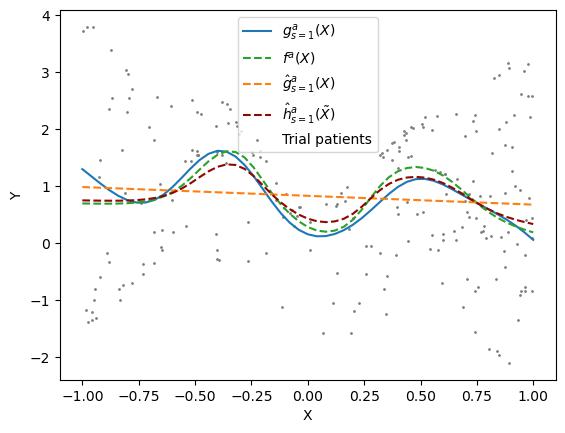 4
3
2
1
0
−1
−2
Y
g^a_{s=1}(X)
f^a(X)
ĝ^a_{s=1}(X)
ĥ^a_{s=1}(X̃)
Trial patients
−1.00 −0.75 −0.50 −0.25 0.00 0.25 0.50 0.75 1.00
X